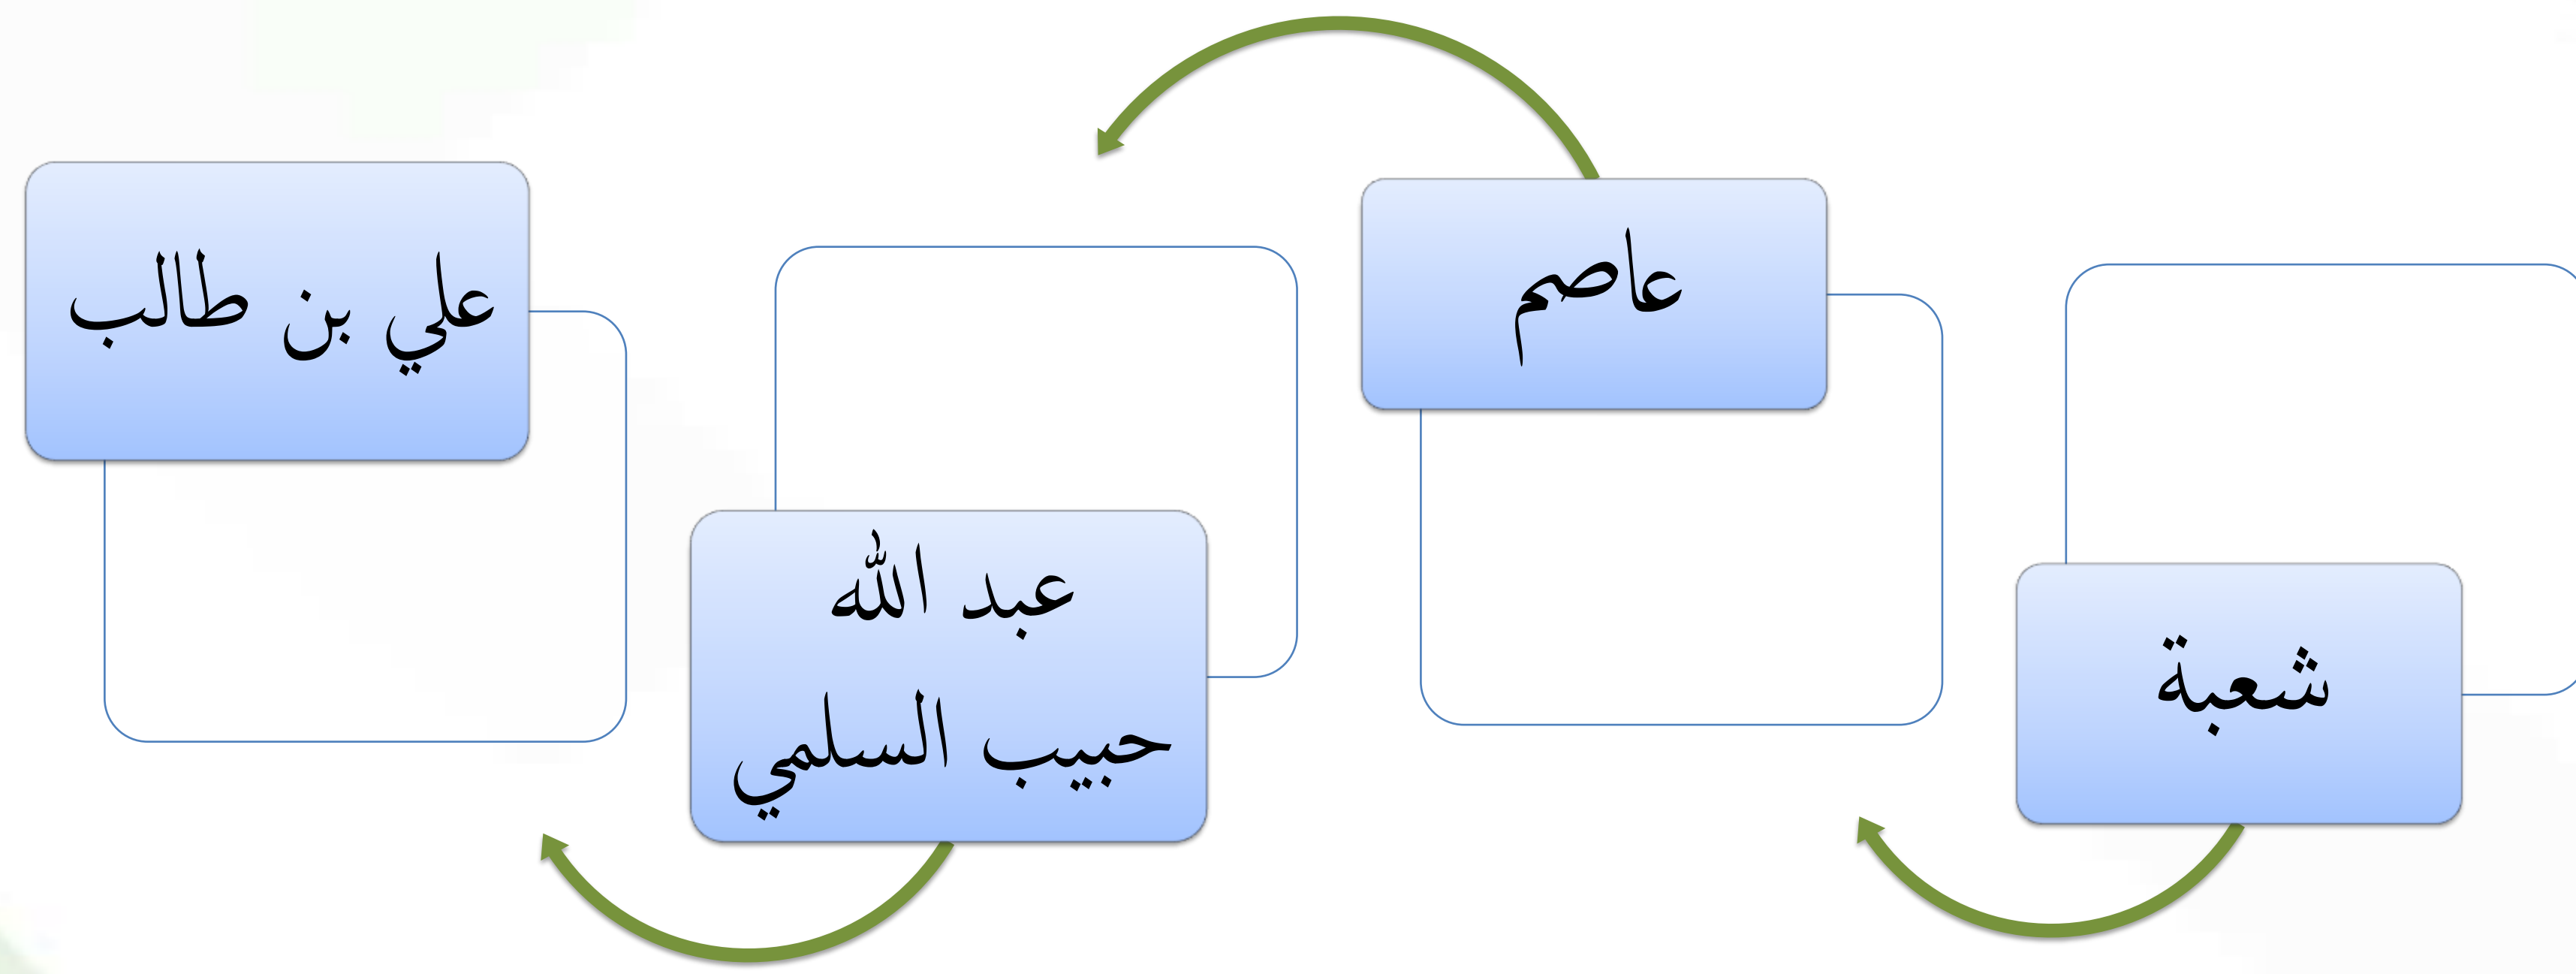 شعبة
عاصم
عبد الله
حبيب السلمي
علي بن طالب